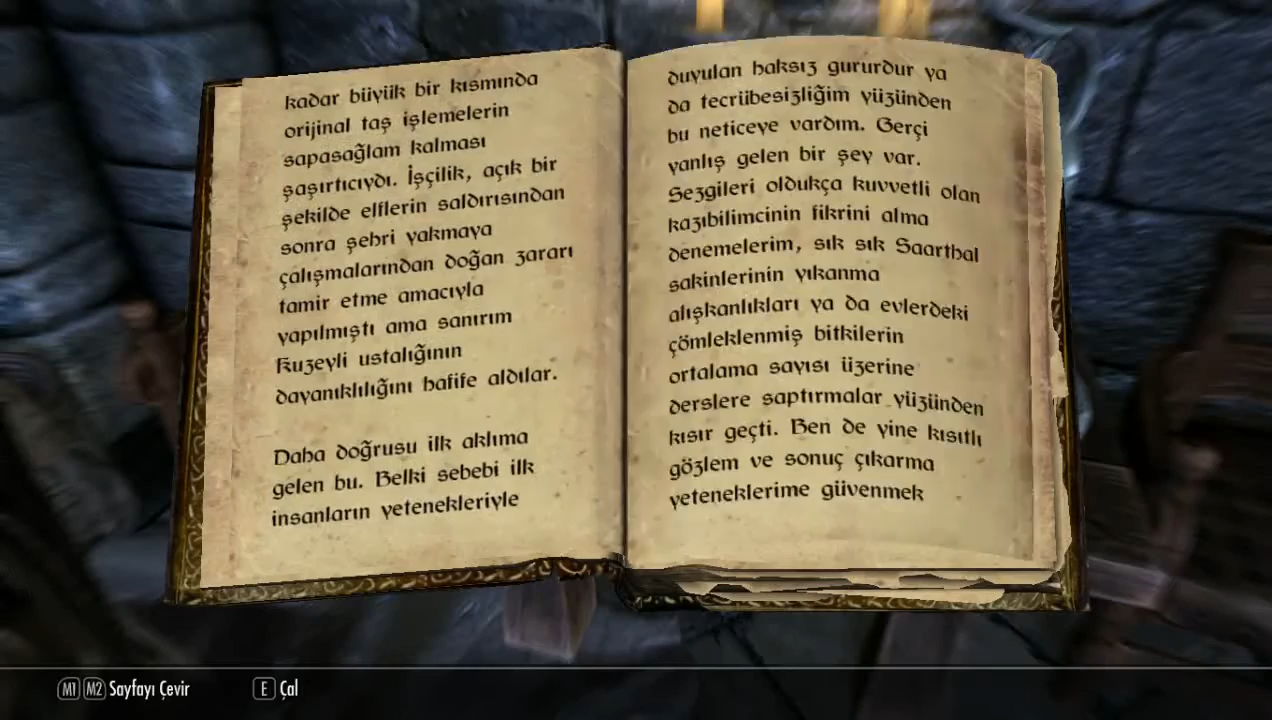 kadar büyük bir kısmında
orijinal taş işlemelerin
sapasağlam kalması
şaşırtıcıydı. İşçilik, açık bir
şekilde elflerin saldırısından
sonra şehri yakmaya
çalışmalarından doğan zararı
tamir etme amacıyla
yapılmıştı ama sanırım
Kuzeyli ustalığının
dayanıklılığını hafife aldılar.
Daha doğrusu ilk aklıma
gelen bu. Belki sebebi ilk
insanların yetenekleriyle
duyulan haksız gururdur ya
da tecrübesizliğim yüzünden
bu neticeye vardım. Gerçi
yanlış gelen bir şey var.
Sezgileri oldukça kuvvetli olan
kazıbilimcinin fikrini alma
denemelerim, sık sık Saarthal
sakinlerinin yıkanma
alışkanlıkları ya da evlerdeki
çömleklenmiş bitkilerin
ortalama sayısı üzerine
derslere saptırmalar yüzünden
kısır geçti. Ben de yine kısıtlı
gözlem ve sonuç çıkarma
yeteneklerime güvenmek
M1 M2 Sayfayı Çevir
E Çal